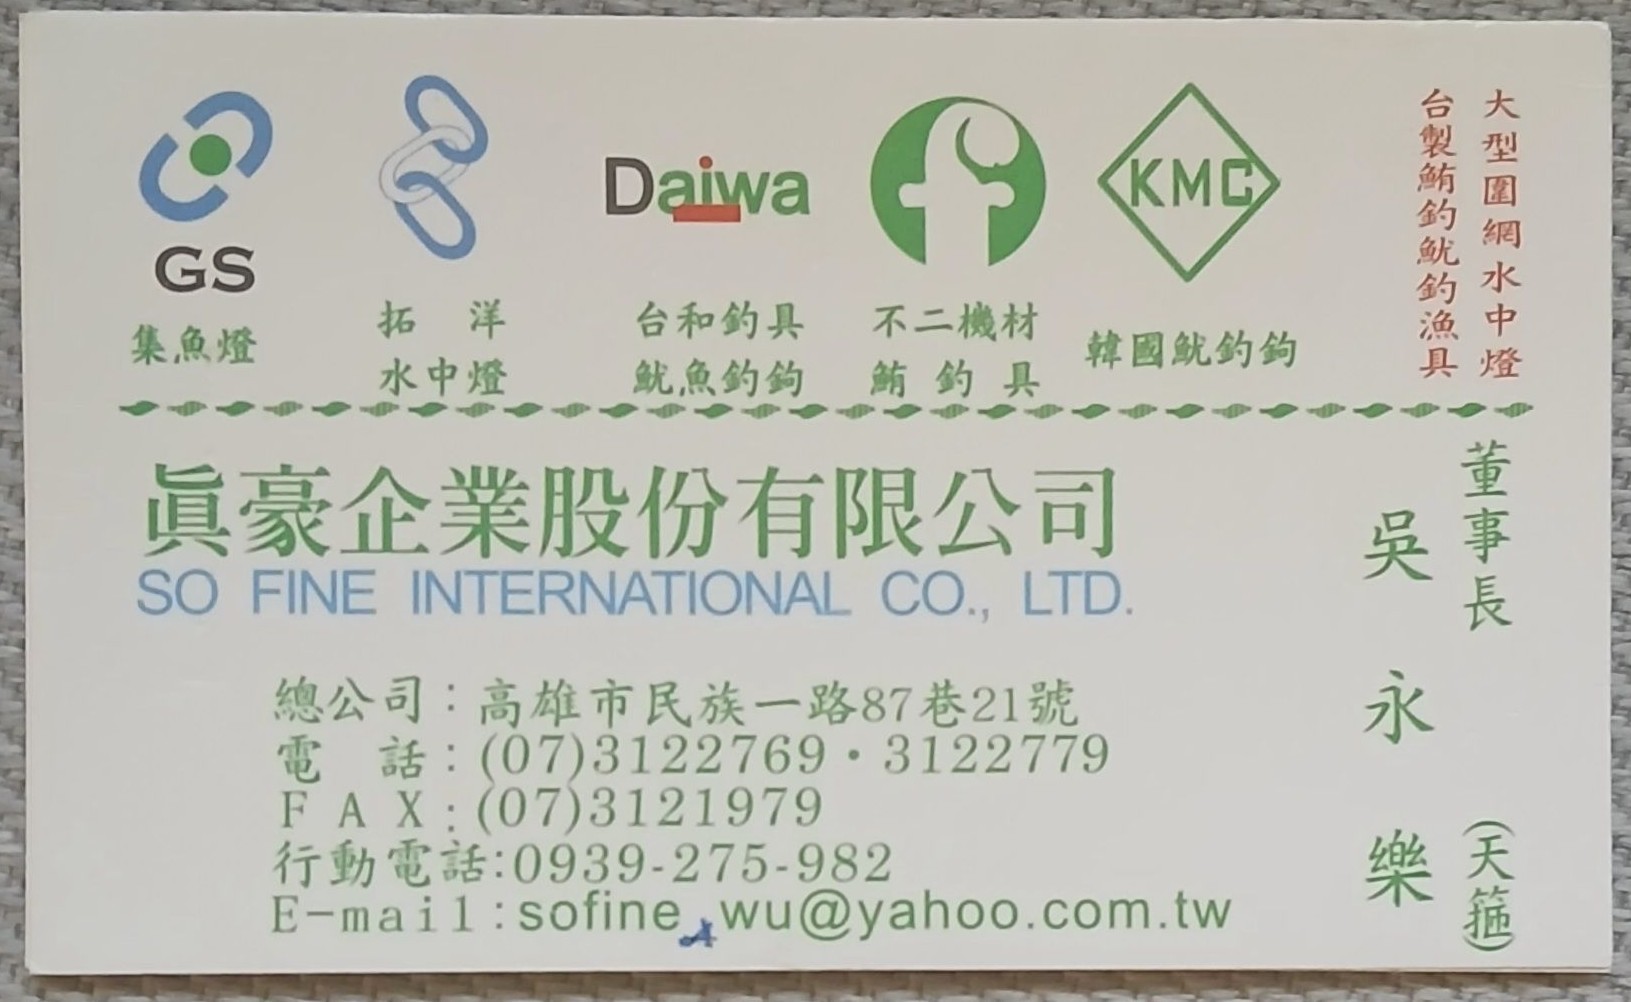 GS
集魚燈
拓洋
水中燈
Daiwa
台和釣具
魷魚釣鉤
不二機材
鮪釣具
KMC
韓國魷釣鉤
大型圍網水中燈
台製鮪釣魷釣漁具
眞豪企業股份有限公司
SO FINE INTERNATIONAL CO., LTD.
董事長
吳永樂
(天箍)
總公司：高雄市民族一路87巷21號
電話：(07)3122769・3122779
FAX：(07)3121979
行動電話：0939-275-982
E-mail：sofine_wu@yahoo.com.tw